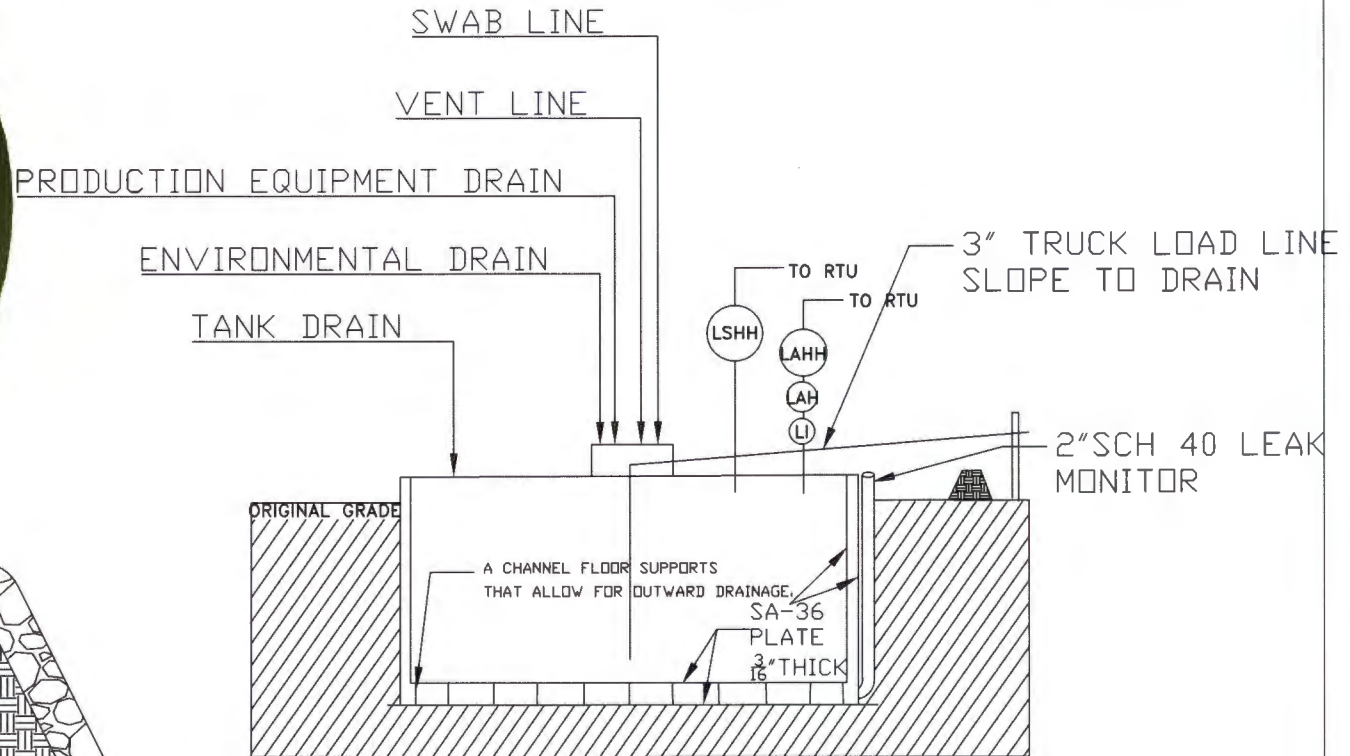 SWAB LINE
VENT LINE
PRODUCTION EQUIPMENT DRAIN
ENVIRONMENTAL DRAIN
TANK DRAIN
TO RTU
TO RTU
LSHH
LAHH
LAH
LI
3" TRUCK LOAD LINE
SLOPE TO DRAIN
2"SCH 40 LEAK
MONITOR
ORIGINAL GRADE
A CHANNEL FLOOR SUPPORTS
THAT ALLOW FOR OUTWARD DRAINAGE.
SA-36
PLATE
3/16" THICK